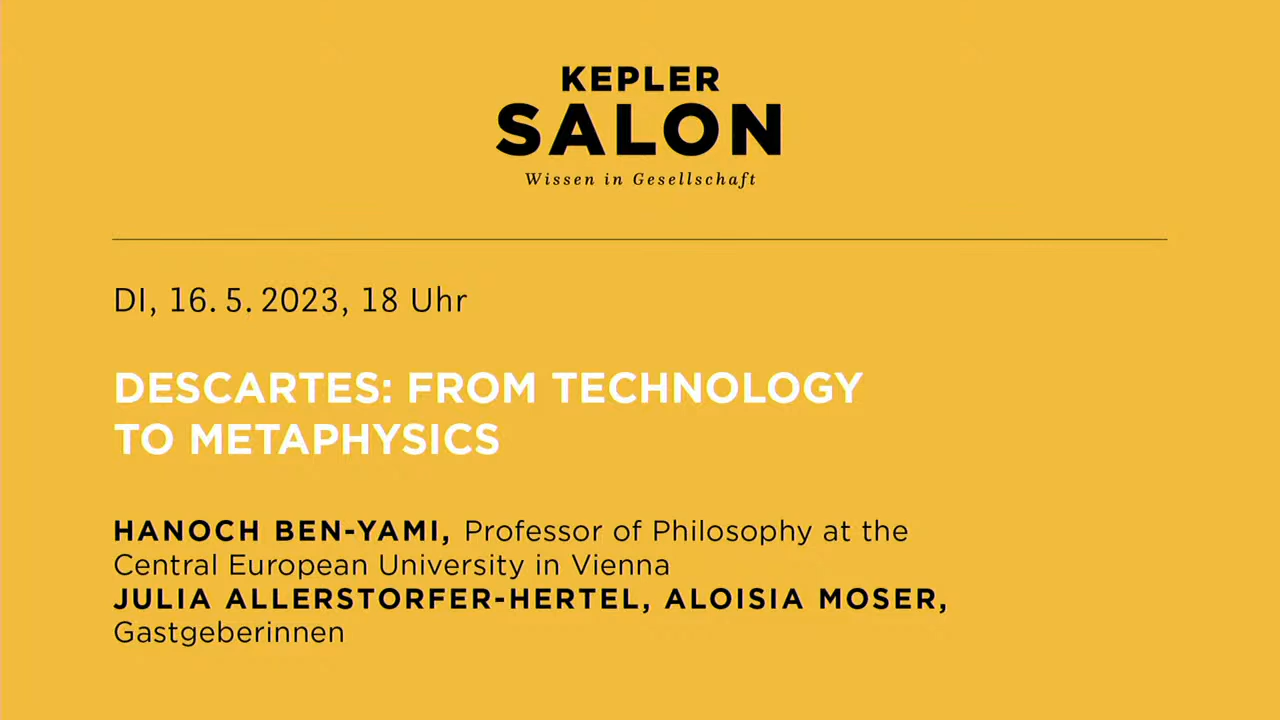 KEPLER
SALON
Wissen in Gesellschaft
DI, 16. 5. 2023, 18 Uhr
DESCARTES: FROM TECHNOLOGY
TO METAPHYSICS
HANOCH BEN-YAMI, Professor of Philosophy at the
Central European University in Vienna
JULIA ALLERSTORFER-HERTEL, ALOISIA MOSER,
Gastgeberinnen